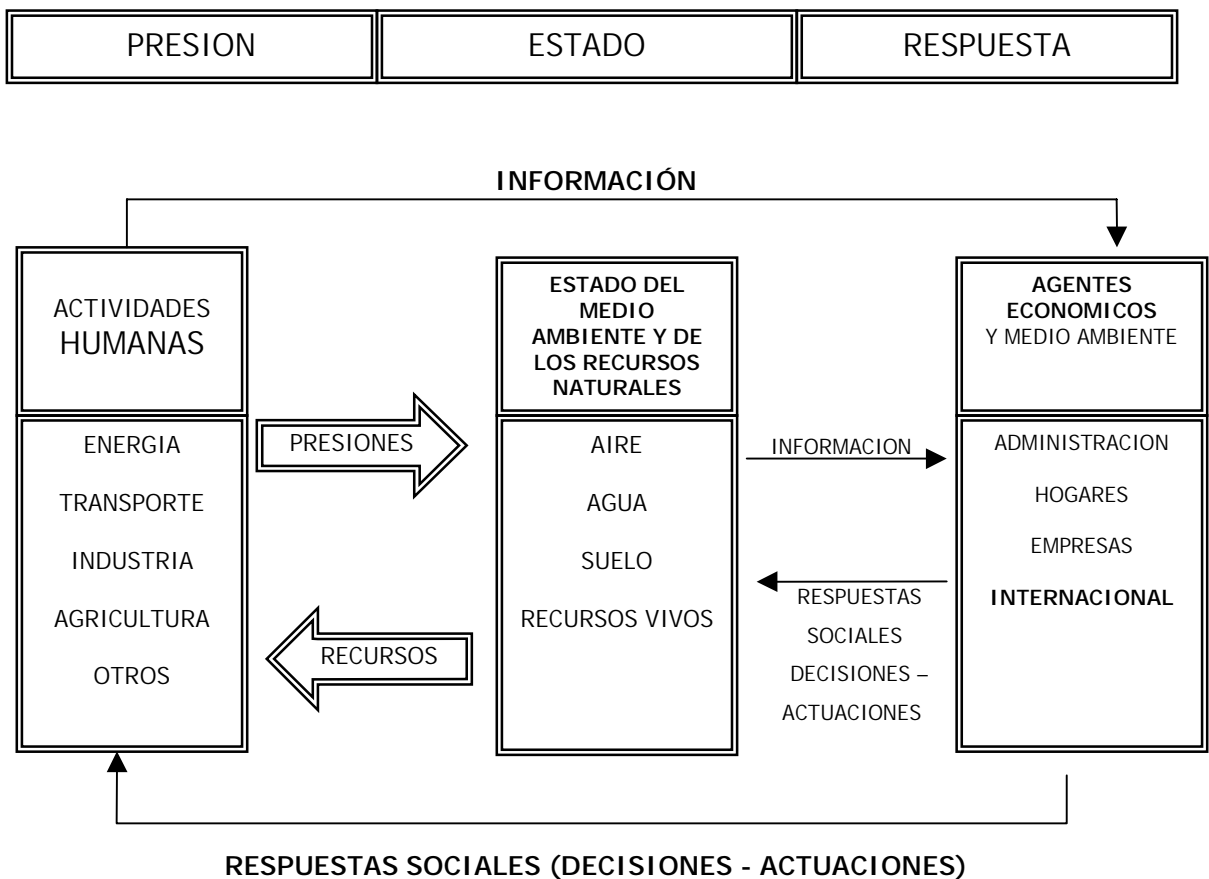 PRESION
ESTADO
RESPUESTA
INFORMACIÓN
ACTIVIDADES
HUMANAS
ENERGIA
TRANSPORTE
INDUSTRIA
AGRICULTURA
OTROS
PRESIONES
RECURSOS
ESTADO DEL
MEDIO
AMBIENTE Y DE
LOS RECURSOS
NATURALES
AIRE
AGUA
SUELO
RECURSOS VIVOS
INFORMACION
RESPUESTAS
SOCIALES
DECISIONES –
ACTUACIONES
AGENTES
ECONOMICOS
Y MEDIO AMBIENTE
ADMINISTRACION
HOGARES
EMPRESAS
INTERNACIONAL
RESPUESTAS SOCIALES (DECISIONES - ACTUACIONES)